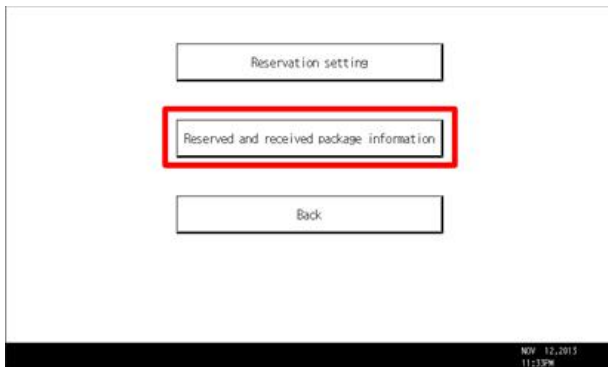 Reservation setting
Reserved and received package information
Back
NOV 12,2013
11:33PM